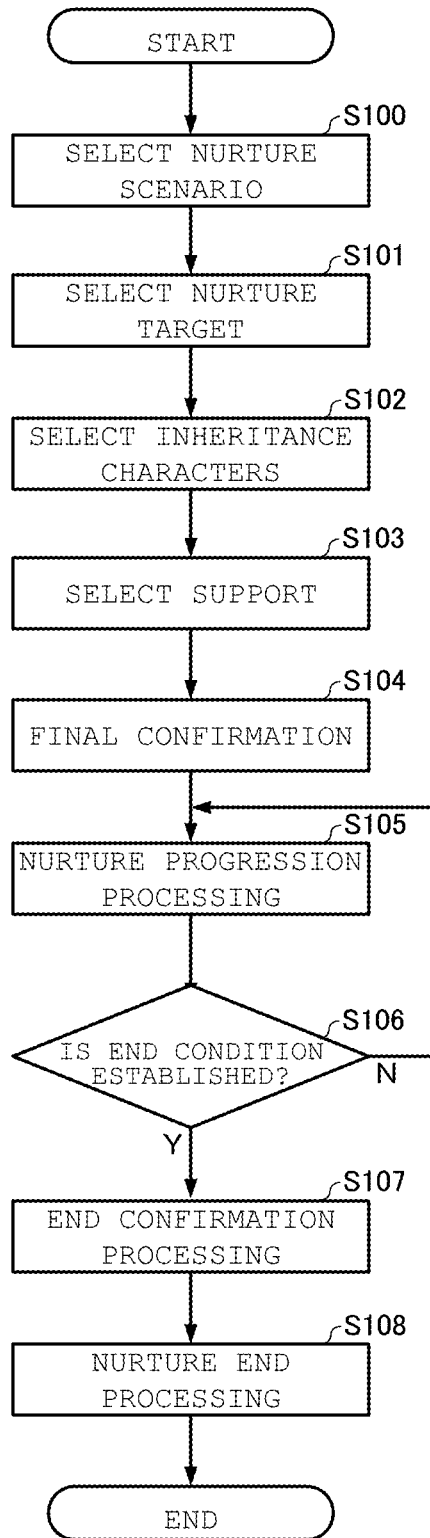 START
S100
SELECT NURTURE
SCENARIO
S101
SELECT NURTURE
TARGET
S102
SELECT INHERITANCE
CHARACTERS
S103
SELECT SUPPORT
S104
FINAL CONFIRMATION
S105
NURTURE PROGRESSION
PROCESSING
S106
IS END CONDITION
ESTABLISHED?
N
Y
S107
END CONFIRMATION
PROCESSING
S108
NURTURE END
PROCESSING
END